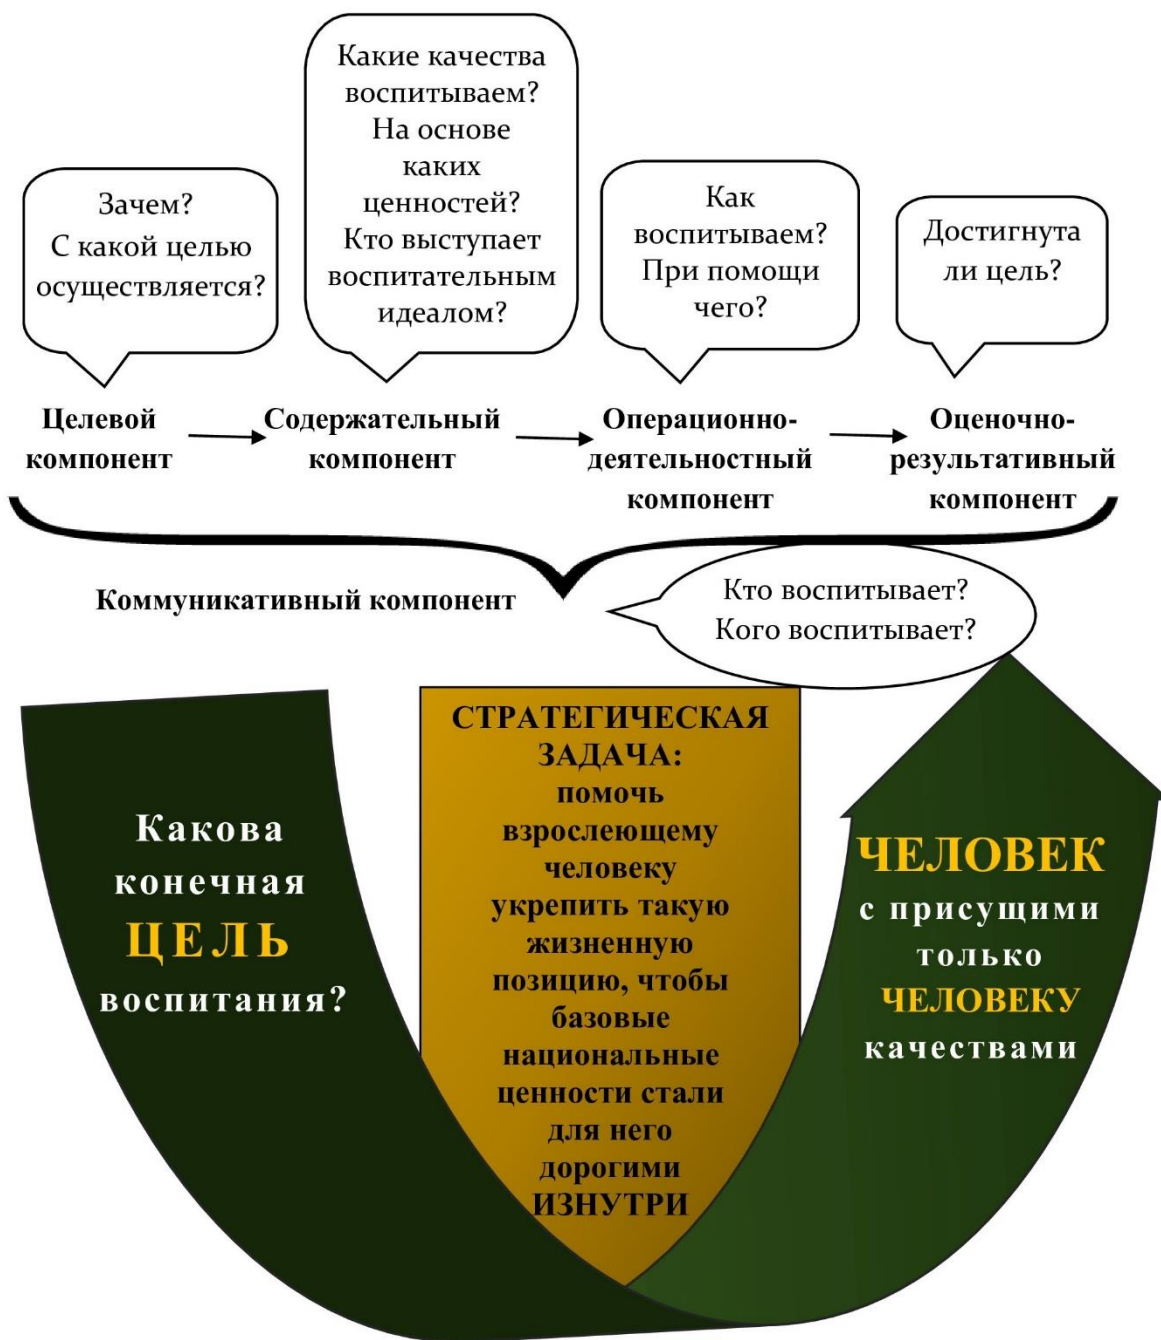 Зачем?
С какой целью
осуществляется?
Какие качества
воспитываем?
На основе
каких
ценностей?
Кто выступает
воспитательным
идеалом?
Как
воспитываем?
При помощи
чего?
Достигнута
ли цель?
Целевой
компонент
Содержательный
компонент
Операционно-
деятельностный
компонент
Оценочно-
результативный
компонент
Коммуникативный компонент
Кто воспитывает?
Кого воспитывает?
Какова
конечная
ЦЕЛЬ
воспитания?
СТРАТЕГИЧЕСКАЯ
ЗАДАЧА:
помочь
взрослеющему
человеку
укрепить такую
жизненную
позицию, чтобы
базовые
национальные
ценности стали
для него
дорогими
ИЗНУТРИ
ЧЕЛОВЕК
с присущими
только
ЧЕЛОВЕКУ
качествами